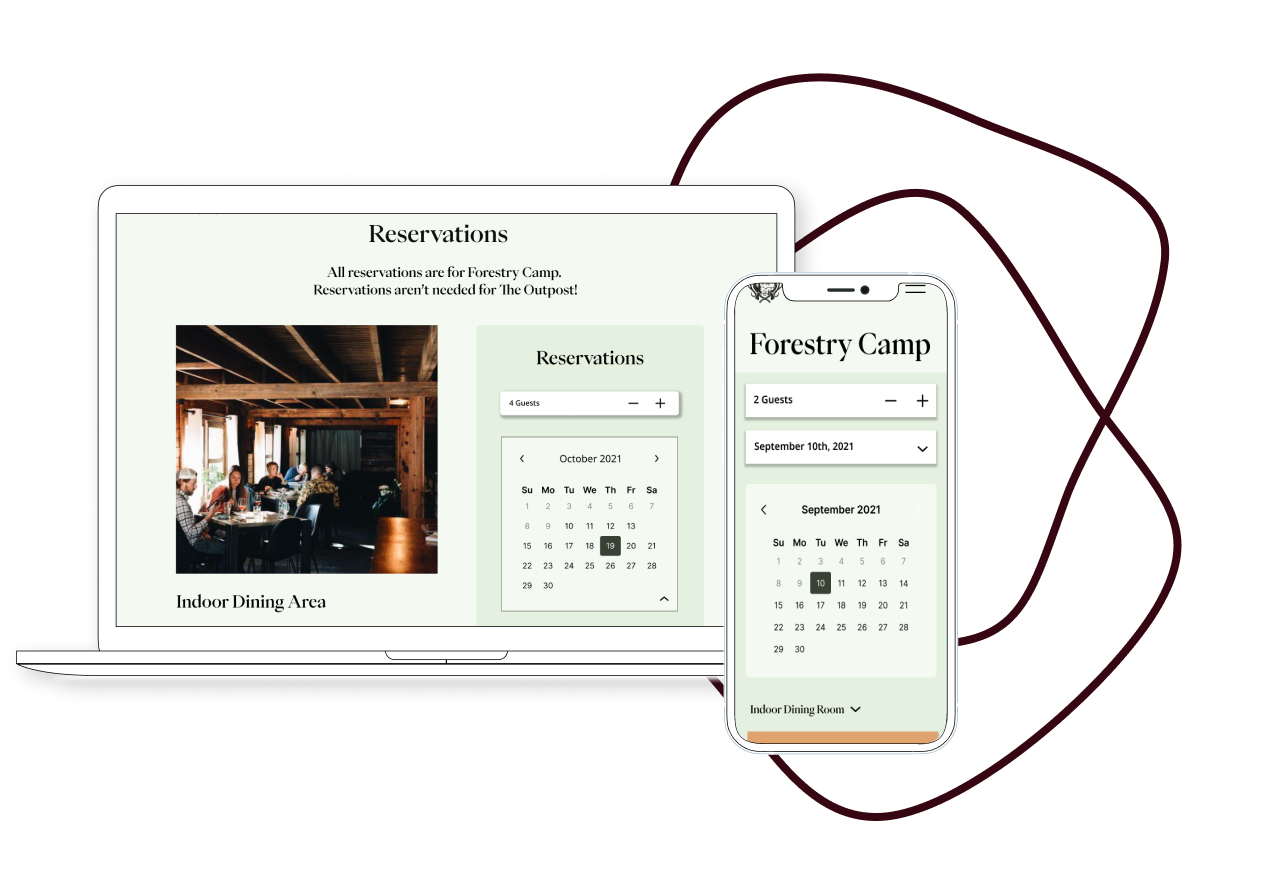 Reservations
All reservations are for Forestry Camp.
Reservations aren't needed for The Outpost!
Reservations
4 Guests
October 2021
Su Mo Tu We Th Fr Sa
1 2 3 4 5 6 7
8 9 10 11 12 13
15 16 17 18 19 20 21
22 23 24 25 26 27 28
29 30
Indoor Dining Area
Forestry Camp
2 Guests
September 10th, 2021
September 2021
Su Mo Tu We Th Fr Sa
1 2 3 4 5 6 7
8 9 10 11 12 13 14
15 16 17 18 19 20 21
22 23 24 25 26 27 28
29 30
Indoor Dining Room